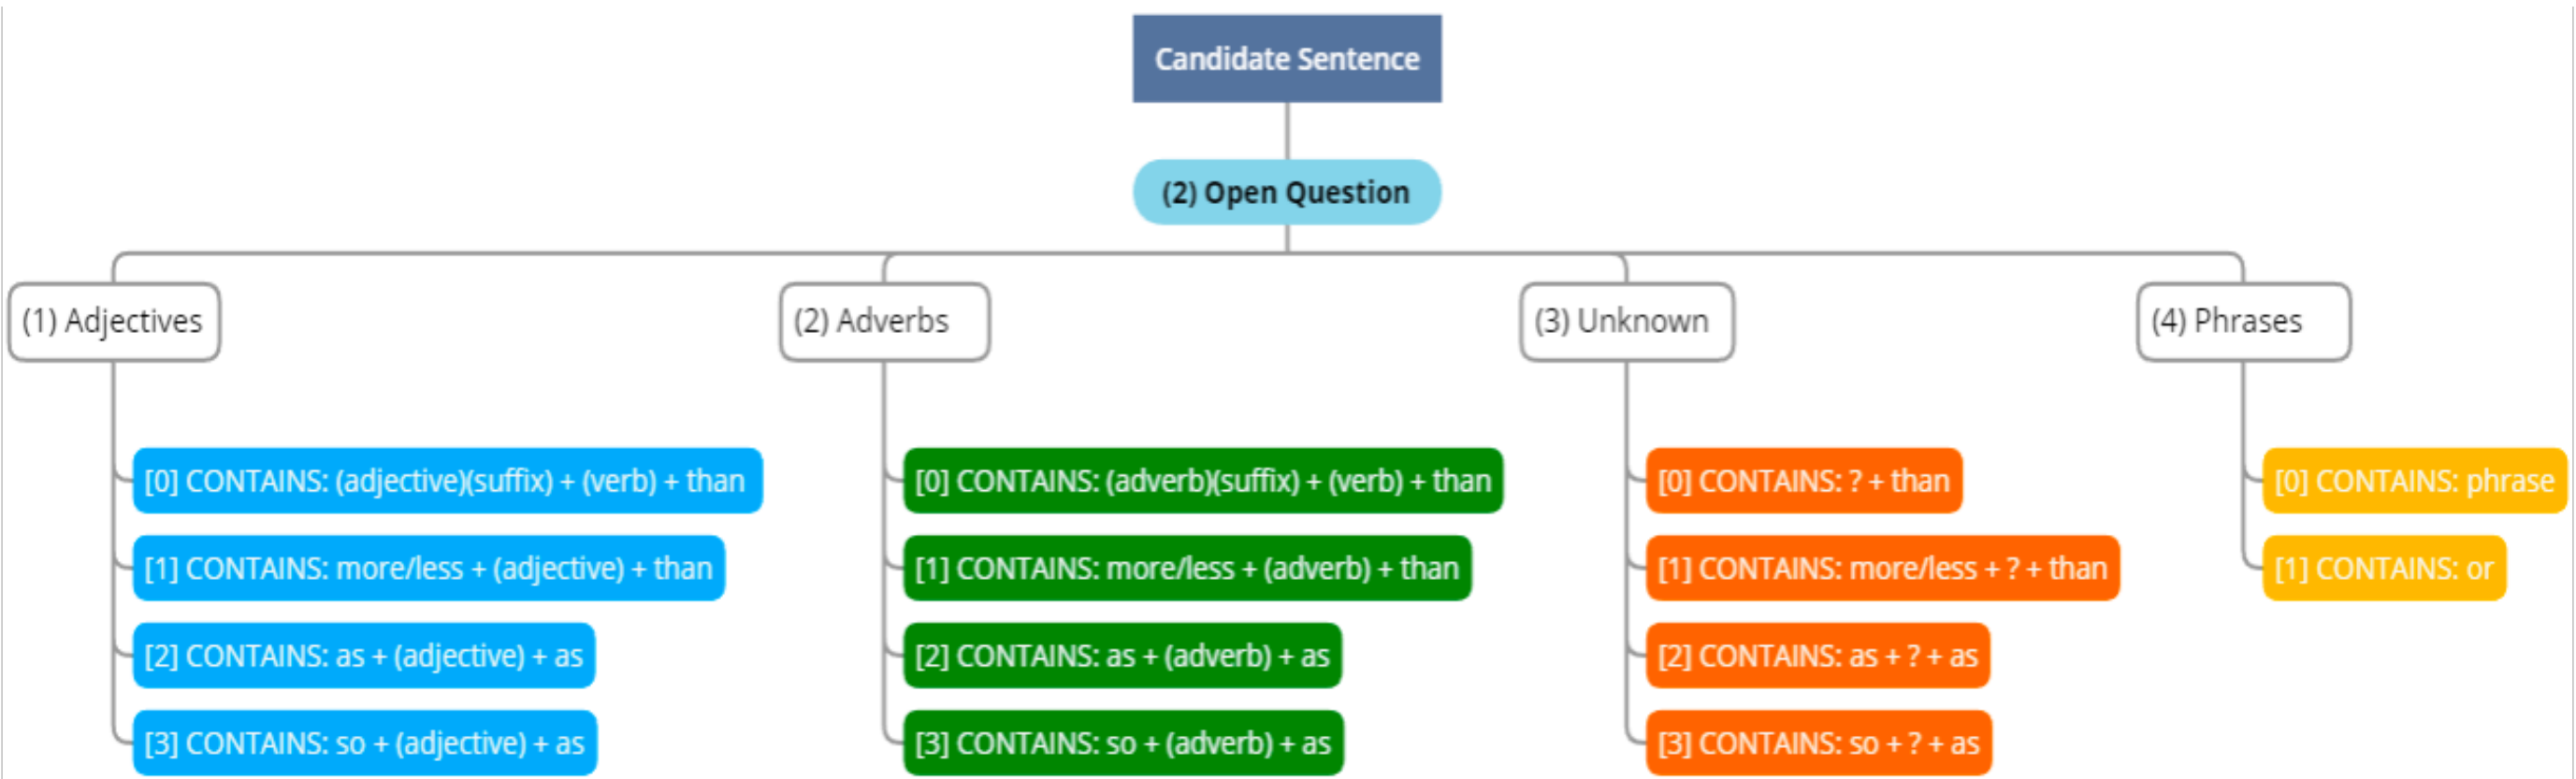 Candidate Sentence
(2) Open Question
(1) Adjectives
[0] CONTAINS: (adjective)(suffix) + (verb) + than
[1] CONTAINS: more/less + (adjective) + than
[2] CONTAINS: as + (adjective) + as
[3] CONTAINS: so + (adjective) + as
(2) Adverbs
[0] CONTAINS: (adverb)(suffix) + (verb) + than
[1] CONTAINS: more/less + (adverb) + than
[2] CONTAINS: as + (adverb) + as
[3] CONTAINS: so + (adverb) + as
(3) Unknown
[0] CONTAINS: ? + than
[1] CONTAINS: more/less + ? + than
[2] CONTAINS: as + ? + as
[3] CONTAINS: so + ? + as
(4) Phrases
[0] CONTAINS: phrase
[1] CONTAINS: or